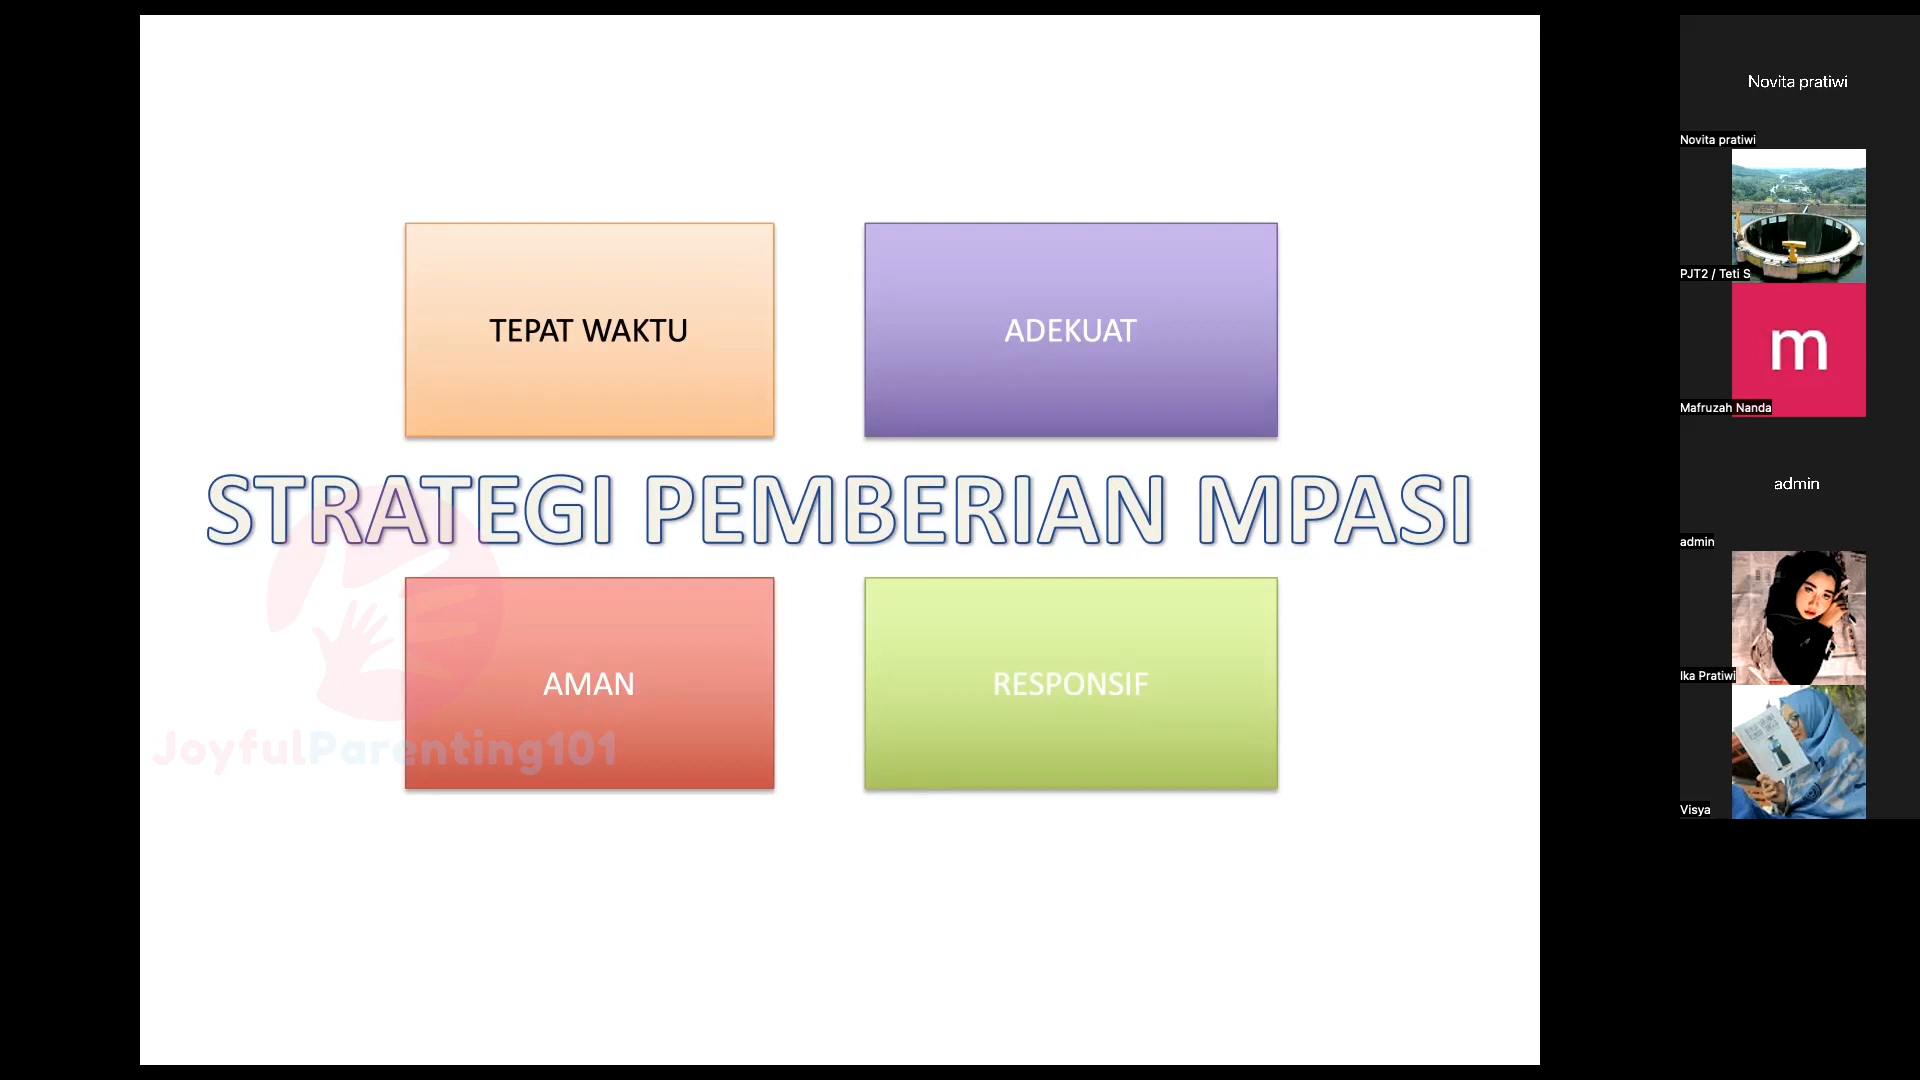 TEPAT WAKTU
ADEKUAT
STRATEGI PEMBERIAN MPASI
AMAN
RESPONSIF
JoyfulParenting101
Novita pratiwi
Novita pratiwi
PJT2 / Teti S
m
Mafruzah Nanda
admin
admin
Ika Pratiwi
Visya